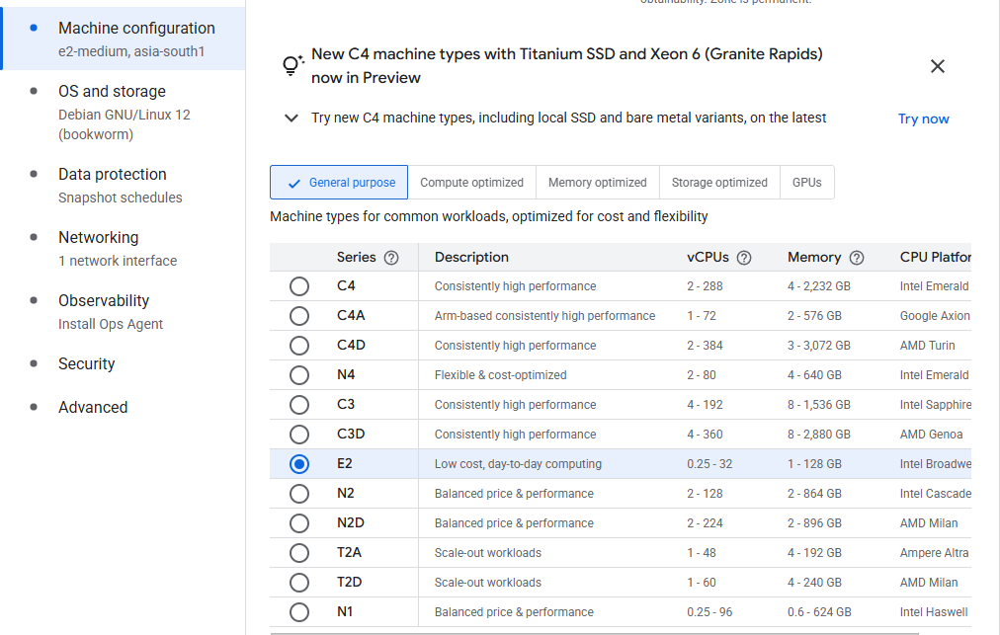 obtainability. Zone is permanent.
Machine configuration
e2-medium, asia-south1
OS and storage
Debian GNU/Linux 12
(bookworm)
Data protection
Snapshot schedules
Networking
1 network interface
Observability
Install Ops Agent
Security
Advanced
New C4 machine types with Titanium SSD and Xeon 6 (Granite Rapids)
now in Preview
Try new C4 machine types, including local SSD and bare metal variants, on the latest
Try now
General purpose Compute optimized Memory optimized Storage optimized GPUs
Machine types for common workloads, optimized for cost and flexibility
Series Description vCPUs Memory CPU Platfor
C4 Consistently high performance 2 - 288 4 - 2,232 GB Intel Emerald
C4A Arm-based consistently high performance 1 - 72 2 - 576 GB Google Axion
C4D Consistently high performance 2 - 384 3 - 3,072 GB AMD Turin
N4 Flexible & cost-optimized 2 - 80 4 - 640 GB Intel Emerald
C3 Consistently high performance 4 - 192 8 - 1,536 GB Intel Sapphire
C3D Consistently high performance 4 - 360 8 - 2,880 GB AMD Genoa
E2 Low cost, day-to-day computing 0.25 - 32 1 - 128 GB Intel Broadwe
N2 Balanced price & performance 2 - 128 2 - 864 GB Intel Cascade
N2D Balanced price & performance 2 - 224 2 - 896 GB AMD Milan
T2A Scale-out workloads 1 - 48 4 - 192 GB Ampere Altra
T2D Scale-out workloads 1 - 60 4 - 240 GB AMD Milan
N1 Balanced price & performance 0.25 - 96 0.6 - 624 GB Intel Haswell